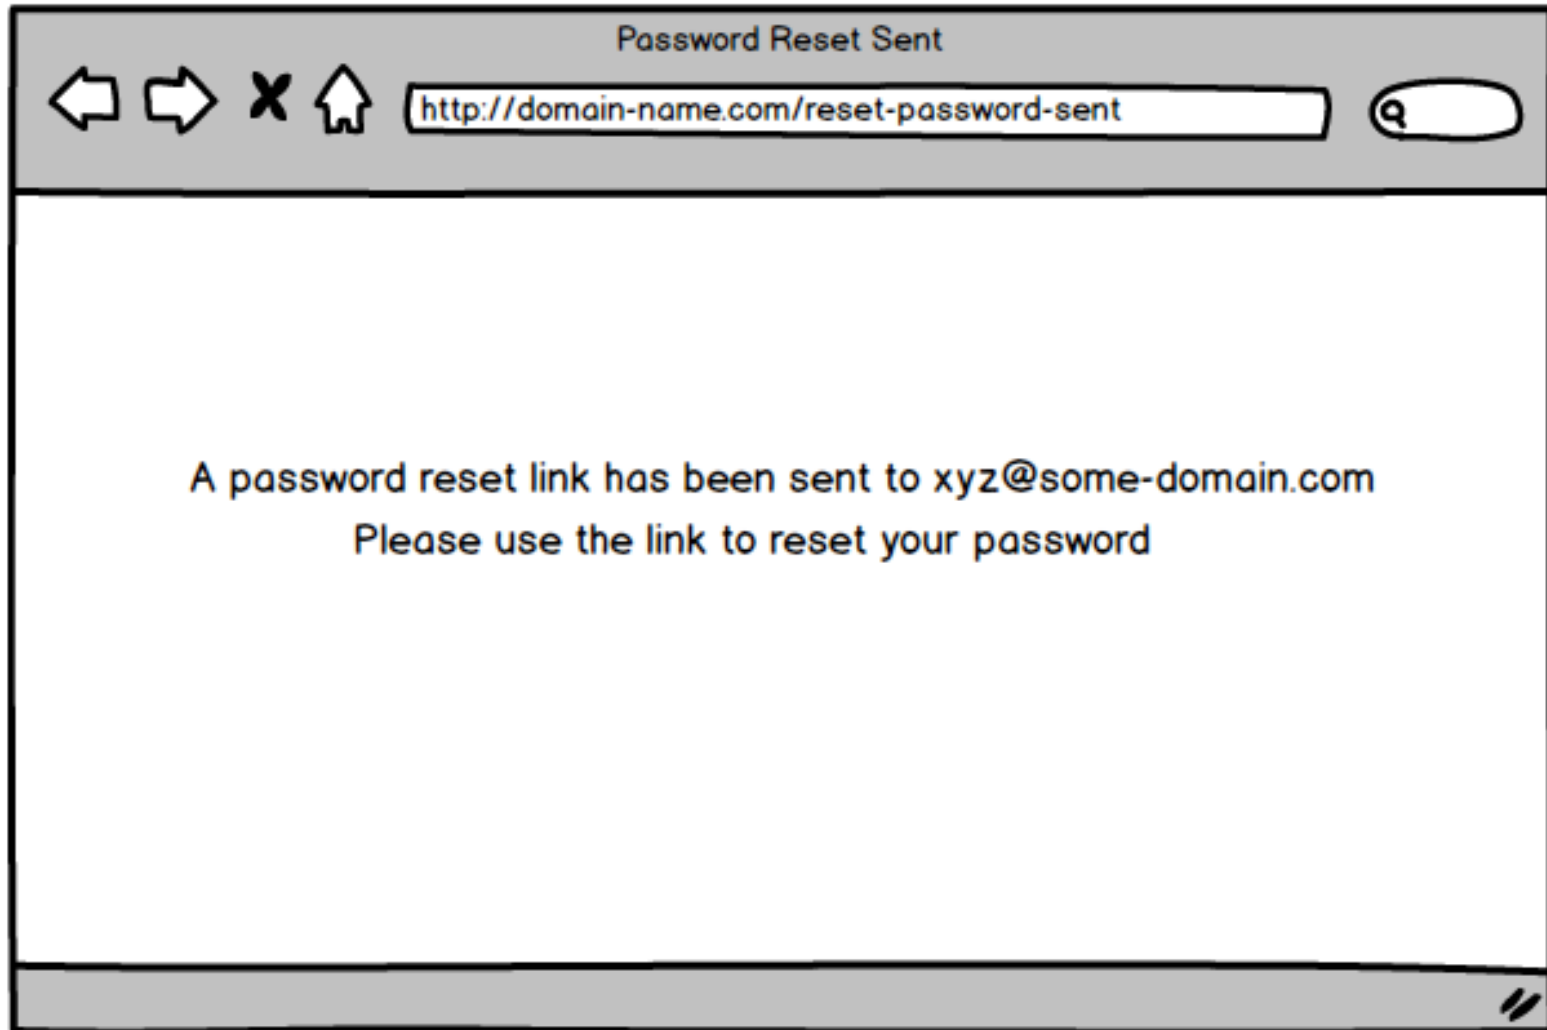 Password Reset Sent
http://domain-name.com/reset-password-sent
A password reset link has been sent to xyz@some-domain.com
Please use the link to reset your password